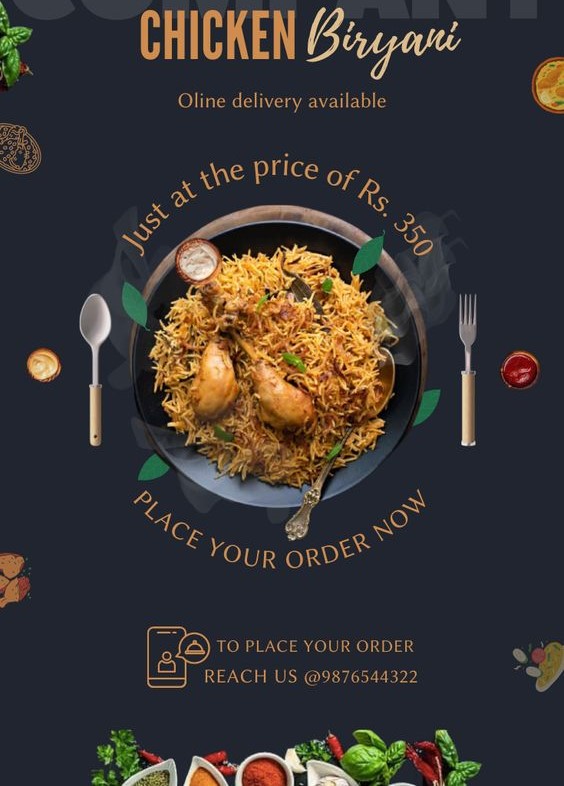 COMPANY
CHICKEN Biryani
Oline delivery available
Just at the price of Rs. 350
PLACE YOUR ORDER NOW
TO PLACE YOUR ORDER
REACH US @9876544322